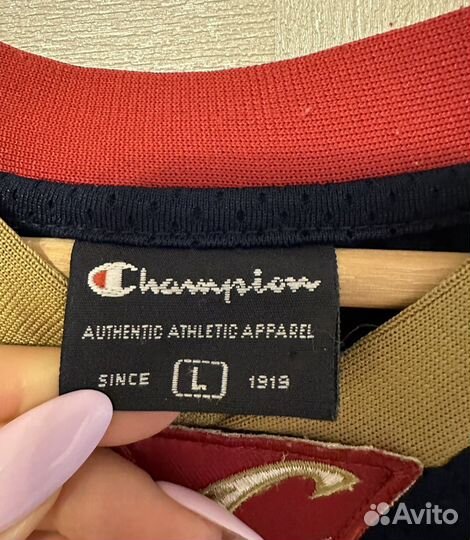 Champion
AUTHENTIC ATHLETIC APPAREL
SINCE L 1919
Avito